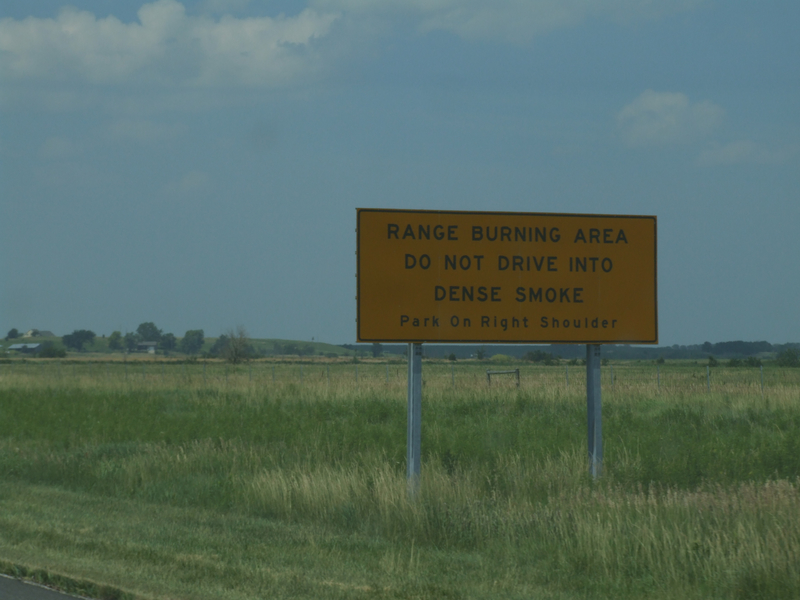 RANGE BURNING AREA
DO NOT DRIVE INTO
DENSE SMOKE
Park On Right Shoulder